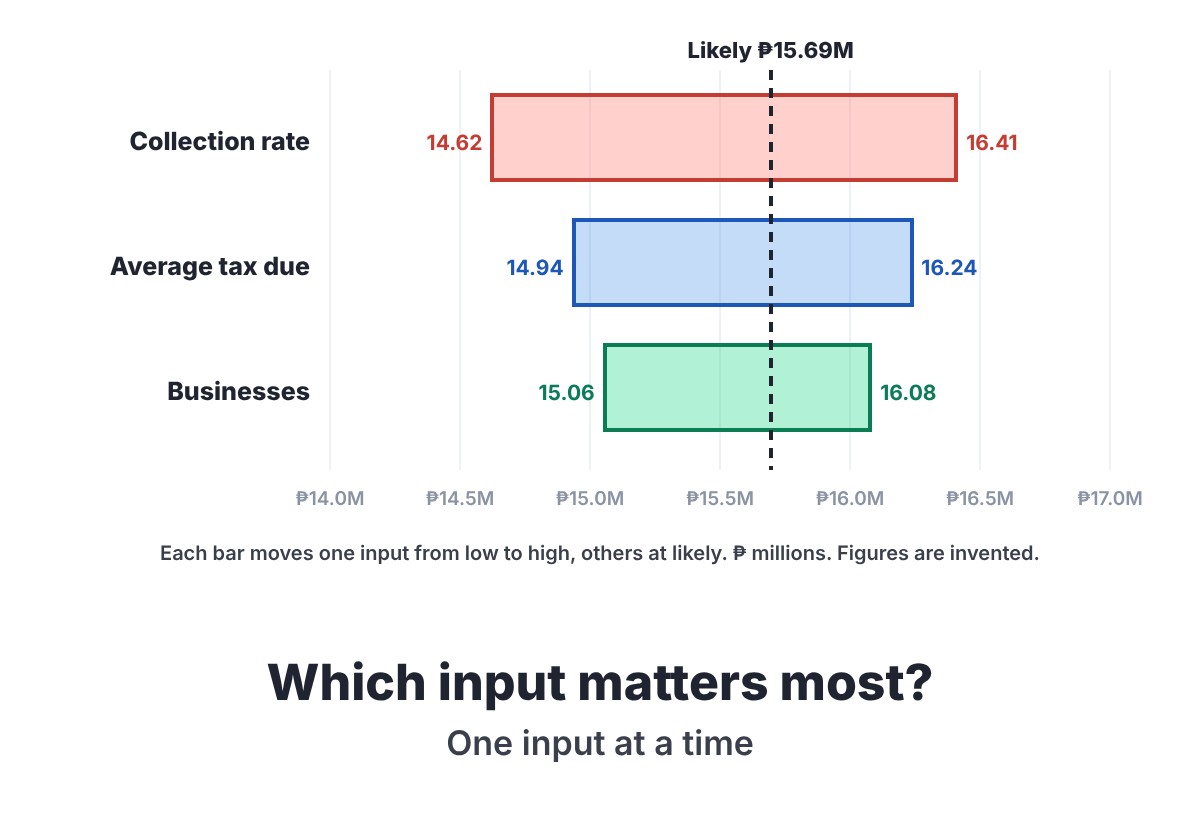 Likely ₱15.69M
Collection rate
14.62
16.41
Average tax due
14.94
16.24
Businesses
15.06
16.08
₱14.0M
₱14.5M
₱15.0M
₱15.5M
₱16.0M
₱16.5M
₱17.0M
Each bar moves one input from low to high, others at likely. ₱ millions. Figures are invented.
Which input matters most?
One input at a time